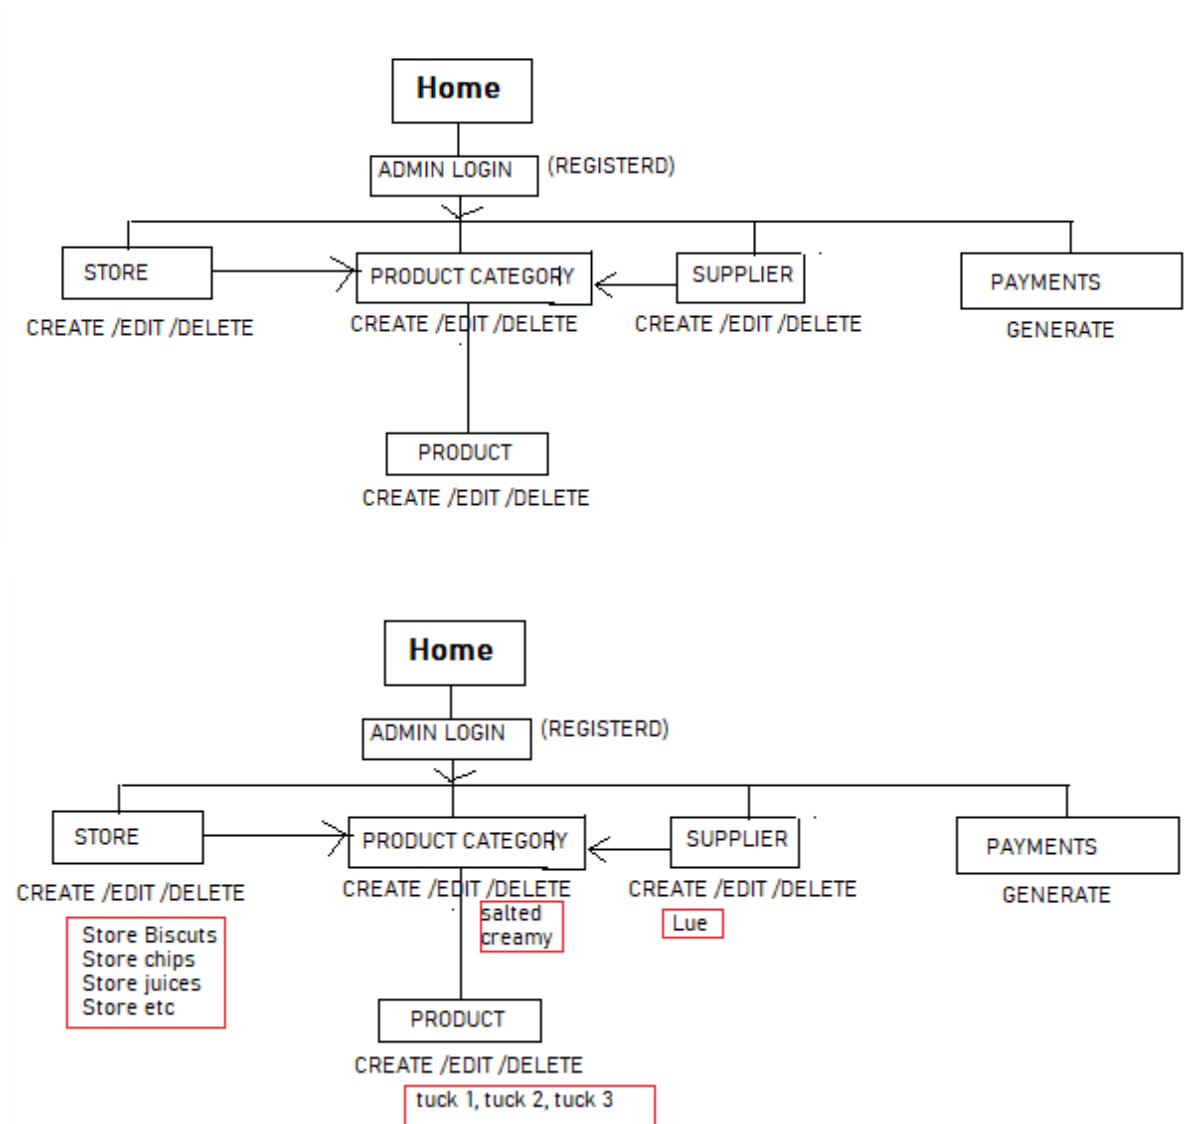 Home
ADMIN LOGIN
(REGISTERD)
STORE
PRODUCT CATEGORY
SUPPLIER
PAYMENTS
CREATE /EDIT /DELETE
CREATE /EDIT /DELETE
CREATE /EDIT /DELETE
GENERATE
PRODUCT
CREATE /EDIT /DELETE
Home
ADMIN LOGIN
(REGISTERD)
STORE
PRODUCT CATEGORY
SUPPLIER
PAYMENTS
CREATE /EDIT /DELETE
CREATE /EDIT /DELETE
CREATE /EDIT /DELETE
GENERATE
Store Biscuts
Store chips
Store juices
Store etc
salted
creamy
Lue
PRODUCT
CREATE /EDIT /DELETE
tuck 1, tuck 2, tuck 3